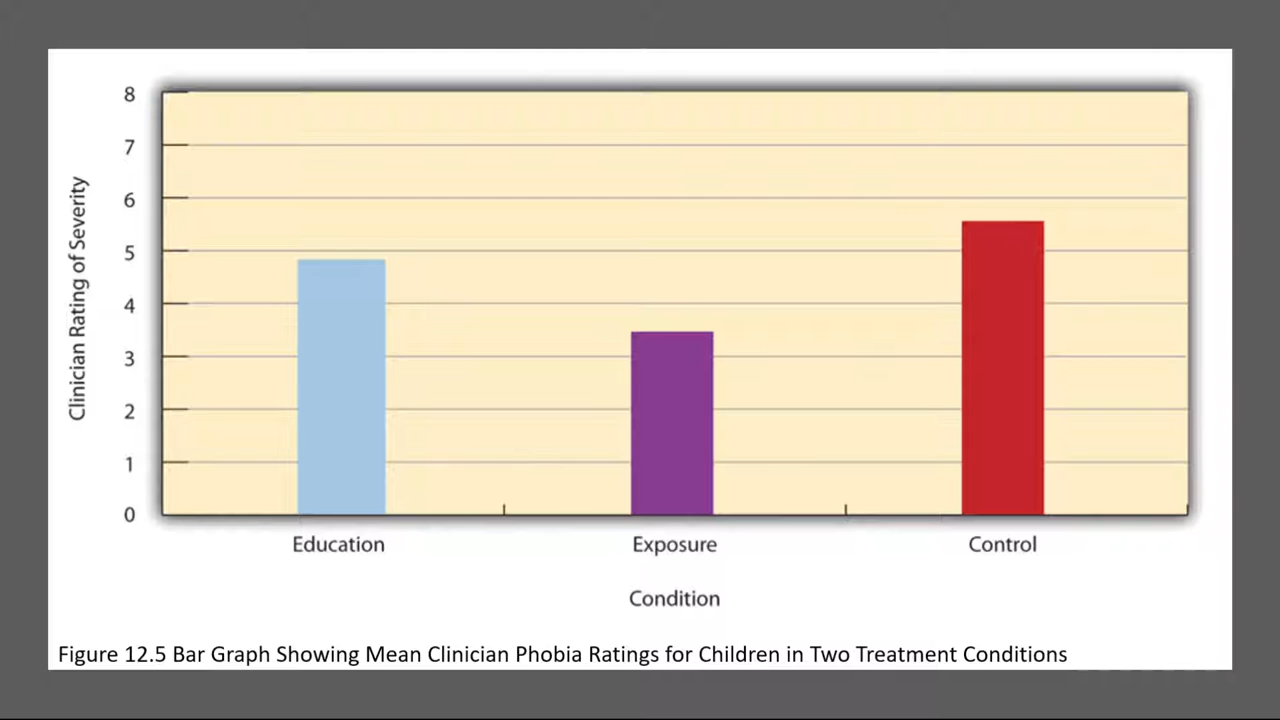 8
7
6
5
4
3
2
1
0
Clinician Rating of Severity
Education Exposure Control
Condition
Figure 12.5 Bar Graph Showing Mean Clinician Phobia Ratings for Children in Two Treatment Conditions